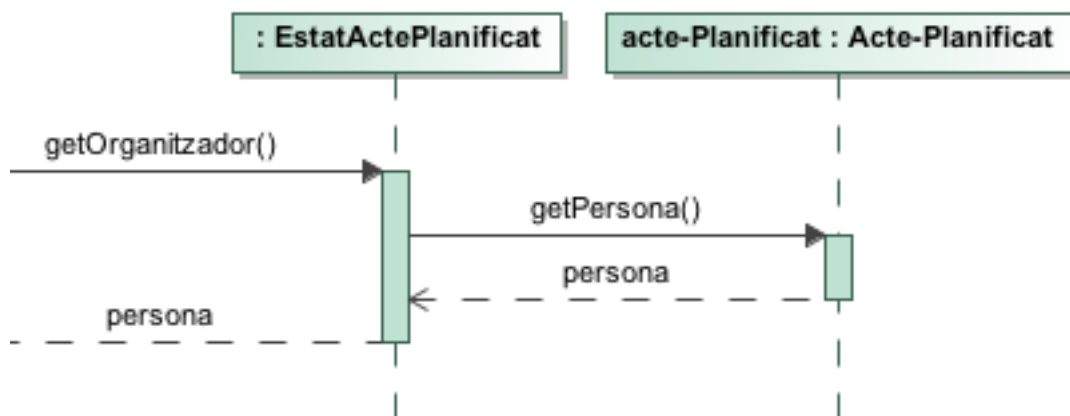 : EstatActePlanificat
acte-Planificat : Acte-Planificat
getOrganitzador()
getPersona()
persona
persona